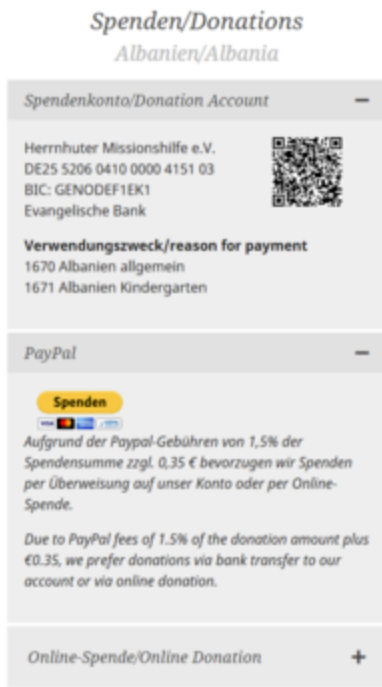 Spenden/Donations
Albanien/Albania
Spendenkonto/Donation Account
Herrnhuter Missionshilfe e.V.
DE25 5206 0410 0000 4151 03
BIC: GENODEF1EK1
Evangelische Bank
Verwendungszweck/reason for payment
1670 Albanien allgemein
1671 Albanien Kindergarten
PayPal
Spenden
VISA
Aufgrund der Paypal-Gebühren von 1,5% der
Spendensumme zzgl. 0,35 € bevorzugen wir Spenden
per Überweisung auf unser Konto oder per Online-
Spende.
Due to PayPal fees of 1.5% of the donation amount plus
€0.35, we prefer donations via bank transfer to our
account or via online donation.
Online-Spende/Online Donation